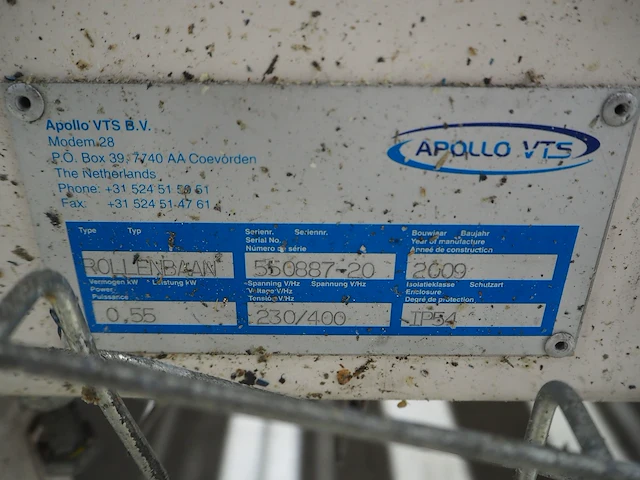 Apollo VTS B.V.
Modem 28
P.O. Box 39, 7740 AA Coevorden
The Netherlands
Phone: +31 524 51 50 51
Fax: +31 524 51 47 61
APOLLO VTS
Type Typ
ROLLENBAAN
Serienr. Seriennr.
Serial No.
Numéro de série
550887-20
Bouwjaar Baujahr
Year of manufacture
Année de construction
2009
Vermogen kW Leistung kW
Power
Puissance
0,55
Spanning V/Hz Spannung V/Hz
Voltage V/Hz
Tension V/Hz
230/400
Isolatieklasse Schutzart
Enclosure
Degré de protection
IP54